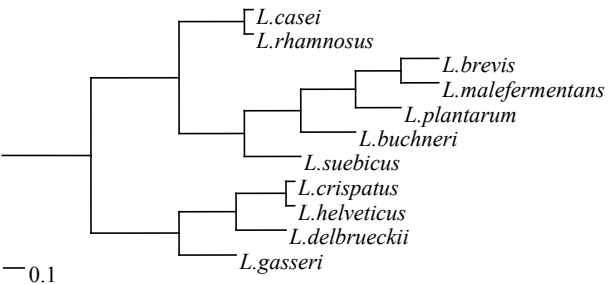 L.casei
L.rhamnosus
L.brevis
L.malefermentans
L.plantarum
L.buchneri
L.suebicus
L.crispatus
L.helveticus
L.delbrueckii
L.gasseri
0.1